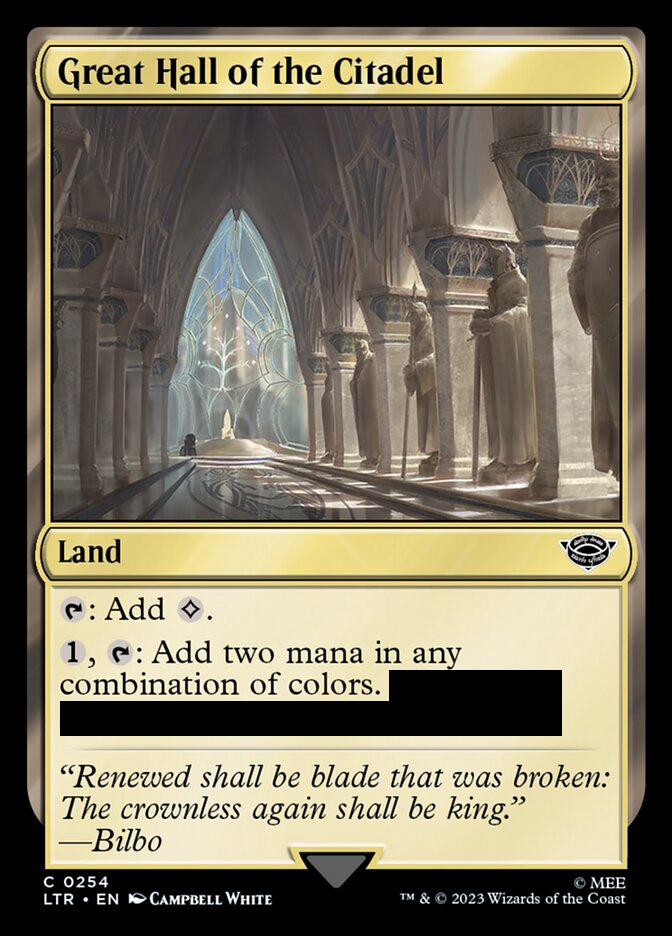 Great Hall of the Citadel
Land
: Add .
1, : Add two mana in any
combination of colors.
“Renewed shall be blade that was broken:
The crownless again shall be king.”
—Bilbo
C 0254
LTR • EN CAMPBELL WHITE
© MEE
™ & © 2023 Wizards of the Coast